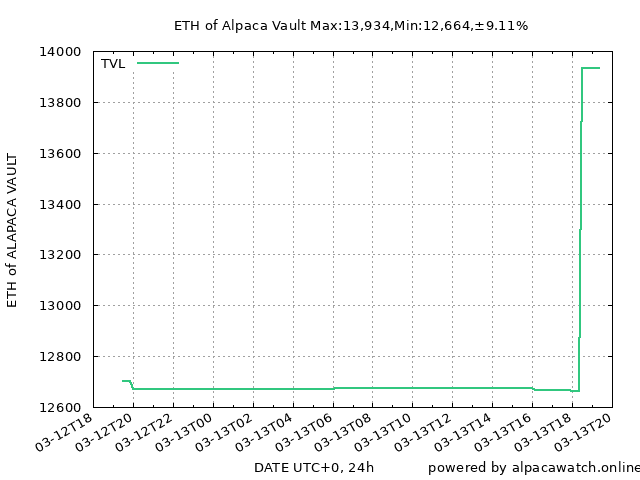 ETH of Alpaca Vault Max:13,934,Min:12,664,±9.11%
TVL
14000
13800
13600
13400
13200
13000
12800
12600
ETH of ALAPACA VAULT
03-12T18
03-12T20
03-12T22
03-13T00
03-13T02
03-13T04
03-13T06
03-13T08
03-13T10
03-13T12
03-13T14
03-13T16
03-13T18
03-13T20
DATE UTC+0, 24h
powered by alpacawatch.online